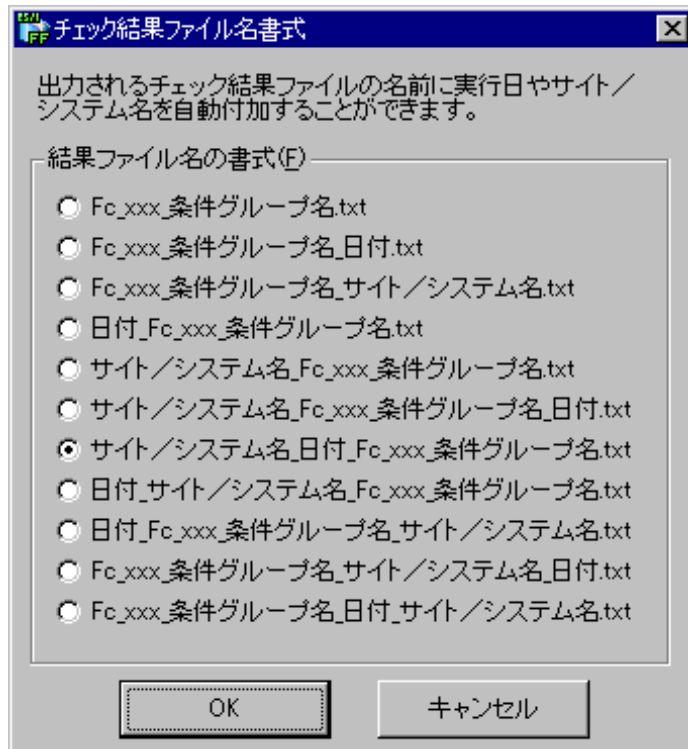 チェック結果ファイル名書式
出力されるチェック結果ファイルの名前に実行日やサイト／
システム名を自動付加することができます。
結果ファイル名の書式(F)
Fc_xxx_条件グループ名.txt
Fc_xxx_条件グループ名_日付.txt
Fc_xxx_条件グループ名_サイト／システム名.txt
日付_Fc_xxx_条件グループ名.txt
サイト／システム名_Fc_xxx_条件グループ名.txt
サイト／システム名_Fc_xxx_条件グループ名_日付.txt
サイト／システム名_日付_Fc_xxx_条件グループ名.txt
日付_サイト／システム名_Fc_xxx_条件グループ名.txt
日付_Fc_xxx_条件グループ名_サイト／システム名.txt
Fc_xxx_条件グループ名_サイト／システム名_日付.txt
Fc_xxx_条件グループ名_日付_サイト／システム名.txt
OK
キャンセル